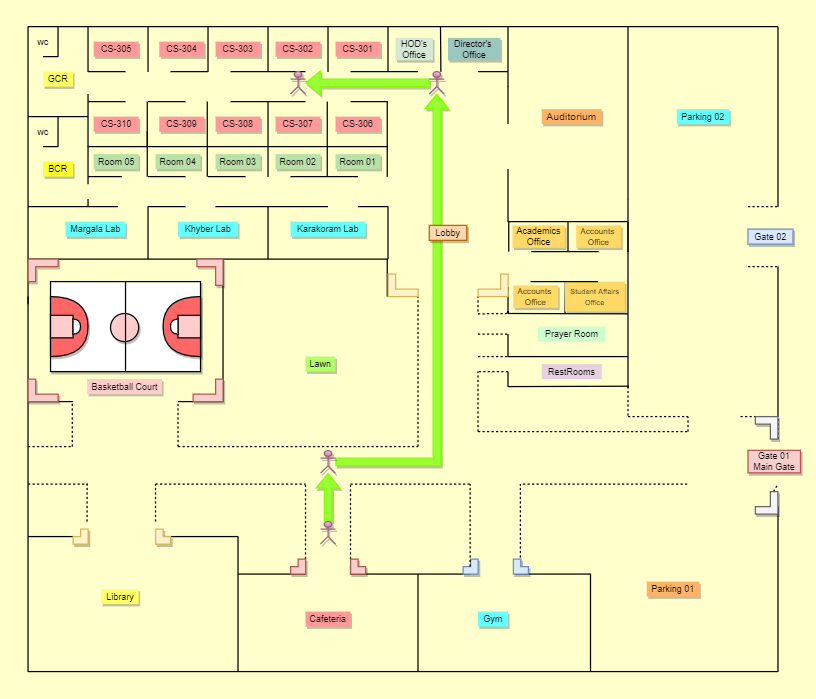 wc
CS-305
CS-304
CS-303
CS-302
CS-301
HOD's
Office
Director's
Office
GCR
Auditorium
Parking 02
wc
CS-310
CS-309
CS-308
CS-307
CS-306
BCR
Room 05
Room 04
Room 03
Room 02
Room 01
Margala Lab
Khyber Lab
Karakoram Lab
Lobby
Academics
Office
Accounts
Office
Gate 02
Accounts
Office
Student Affairs
Office
Prayer Room
Lawn
RestRooms
Basketball Court
Gate 01
Main Gate
Library
Cafeteria
Gym
Parking 01